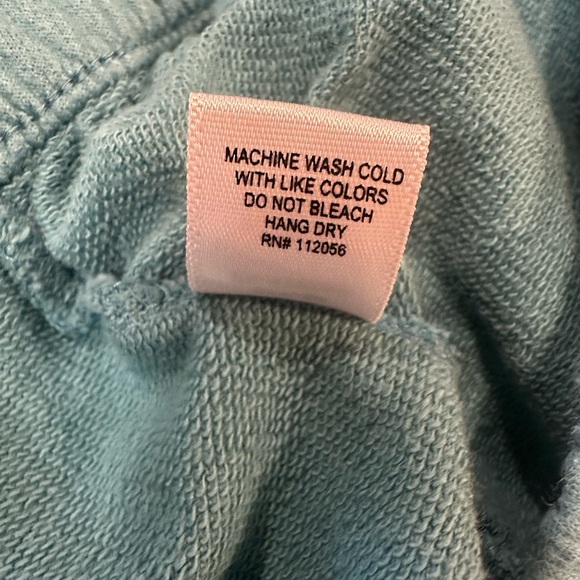 MACHINE WASH COLD
WITH LIKE COLORS
DO NOT BLEACH
HANG DRY
RN# 112056